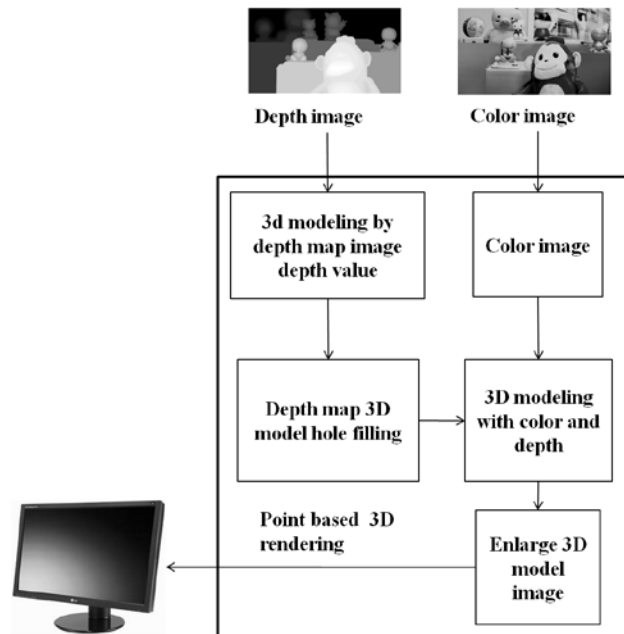 Depth image
Color image
3d modeling by
depth map image
depth value
Color image
Depth map 3D
model hole filling
3D modeling
with color and
depth
Point based 3D
rendering
Enlarge 3D
model
image
LG